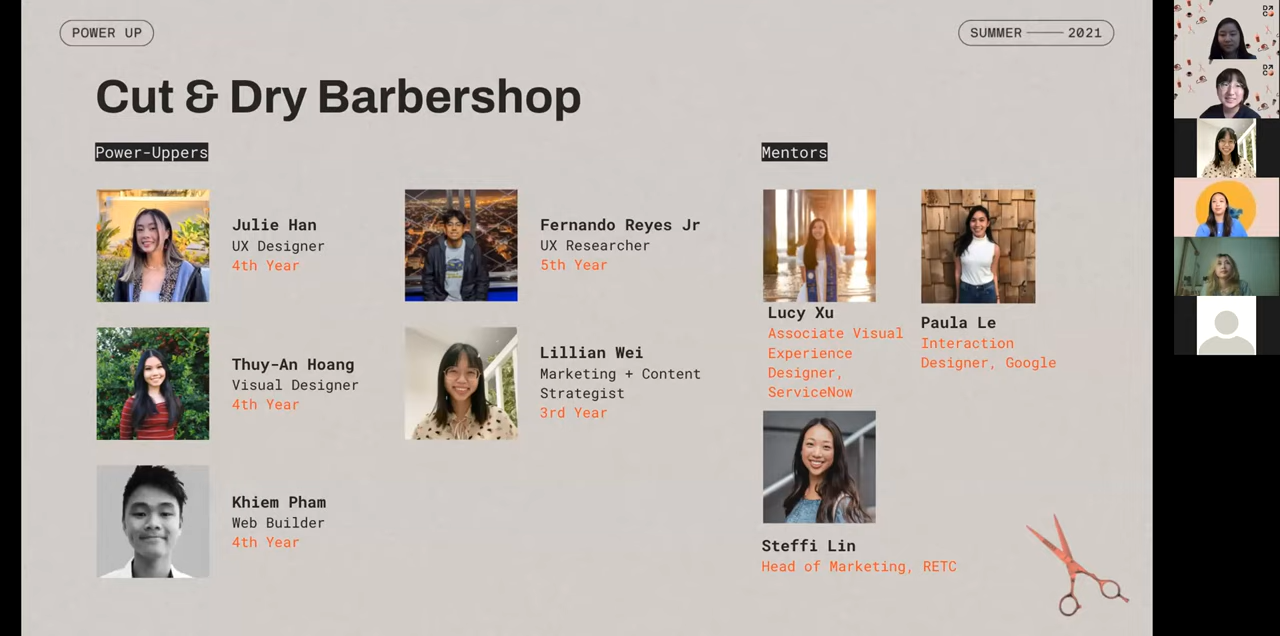 POWER UP
SUMMER 2021
Cut & Dry Barbershop
Power-Uppers
Julie Han
UX Designer
4th Year
Fernando Reyes Jr
UX Researcher
5th Year
Thuy-An Hoang
Visual Designer
4th Year
Lillian Wei
Marketing + Content
Strategist
3rd Year
Khiem Pham
Web Builder
4th Year
Mentors
Lucy Xu
Associate Visual
Experience
Designer,
ServiceNow
Paula Le
Interaction
Designer, Google
Steffi Lin
Head of Marketing, RETC